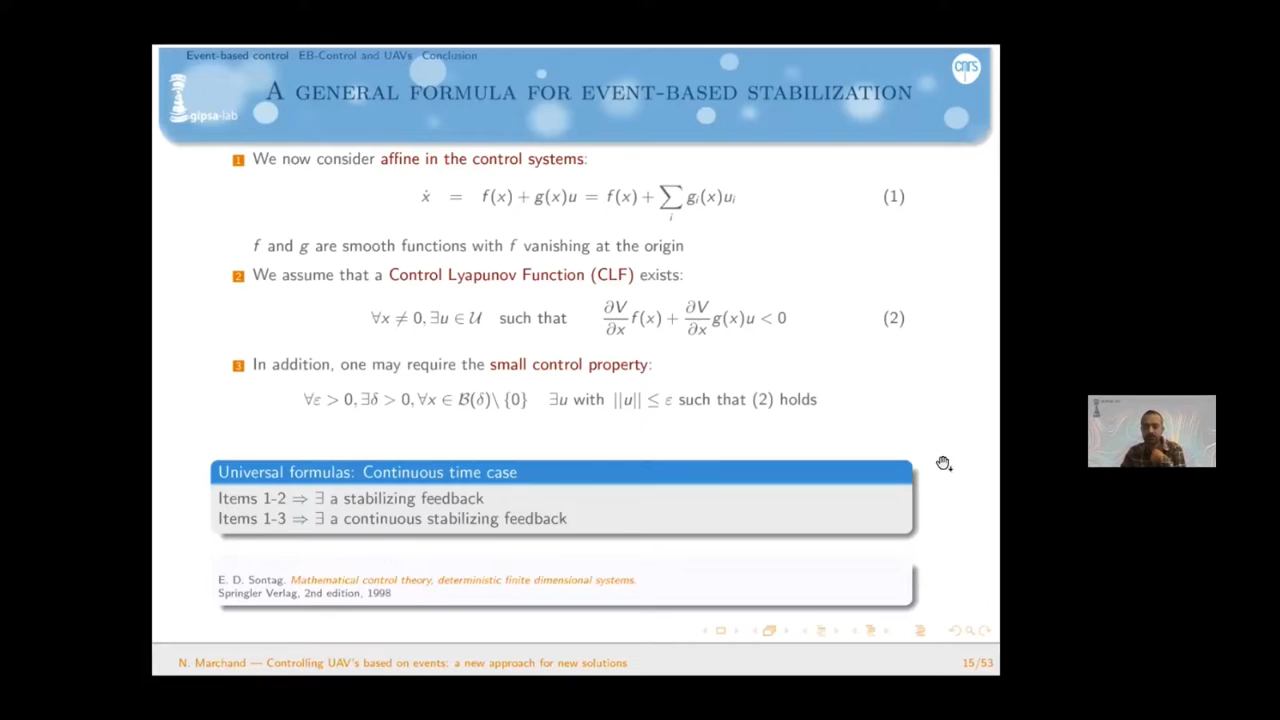 Event-based control EB-Control and UAVs Conclusion
A GENERAL FORMULA FOR EVENT-BASED STABILIZATION
cnrs
gipsa-lab
1 We now consider affine in the control systems:
ẋ = f(x) + g(x)u = f(x) + ∑ᵢ gᵢ(x)uᵢ (1)
f and g are smooth functions with f vanishing at the origin
2 We assume that a Control Lyapunov Function (CLF) exists:
∀x ≠ 0, ∃u ∈ 𝒰 such that ∂V/∂x f(x) + ∂V/∂x g(x)u < 0 (2)
3 In addition, one may require the small control property:
∀ε > 0, ∃δ > 0, ∀x ∈ ℬ(δ)\{0} ∃u with ||u|| ≤ ε such that (2) holds
Universal formulas: Continuous time case
Items 1-2 ⇒ ∃ a stabilizing feedback
Items 1-3 ⇒ ∃ a continuous stabilizing feedback
E. D. Sontag. Mathematical control theory, deterministic finite dimensional systems.
Springler Verlag, 2nd edition, 1998
N. Marchand — Controlling UAV's based on events: a new approach for new solutions 15/53